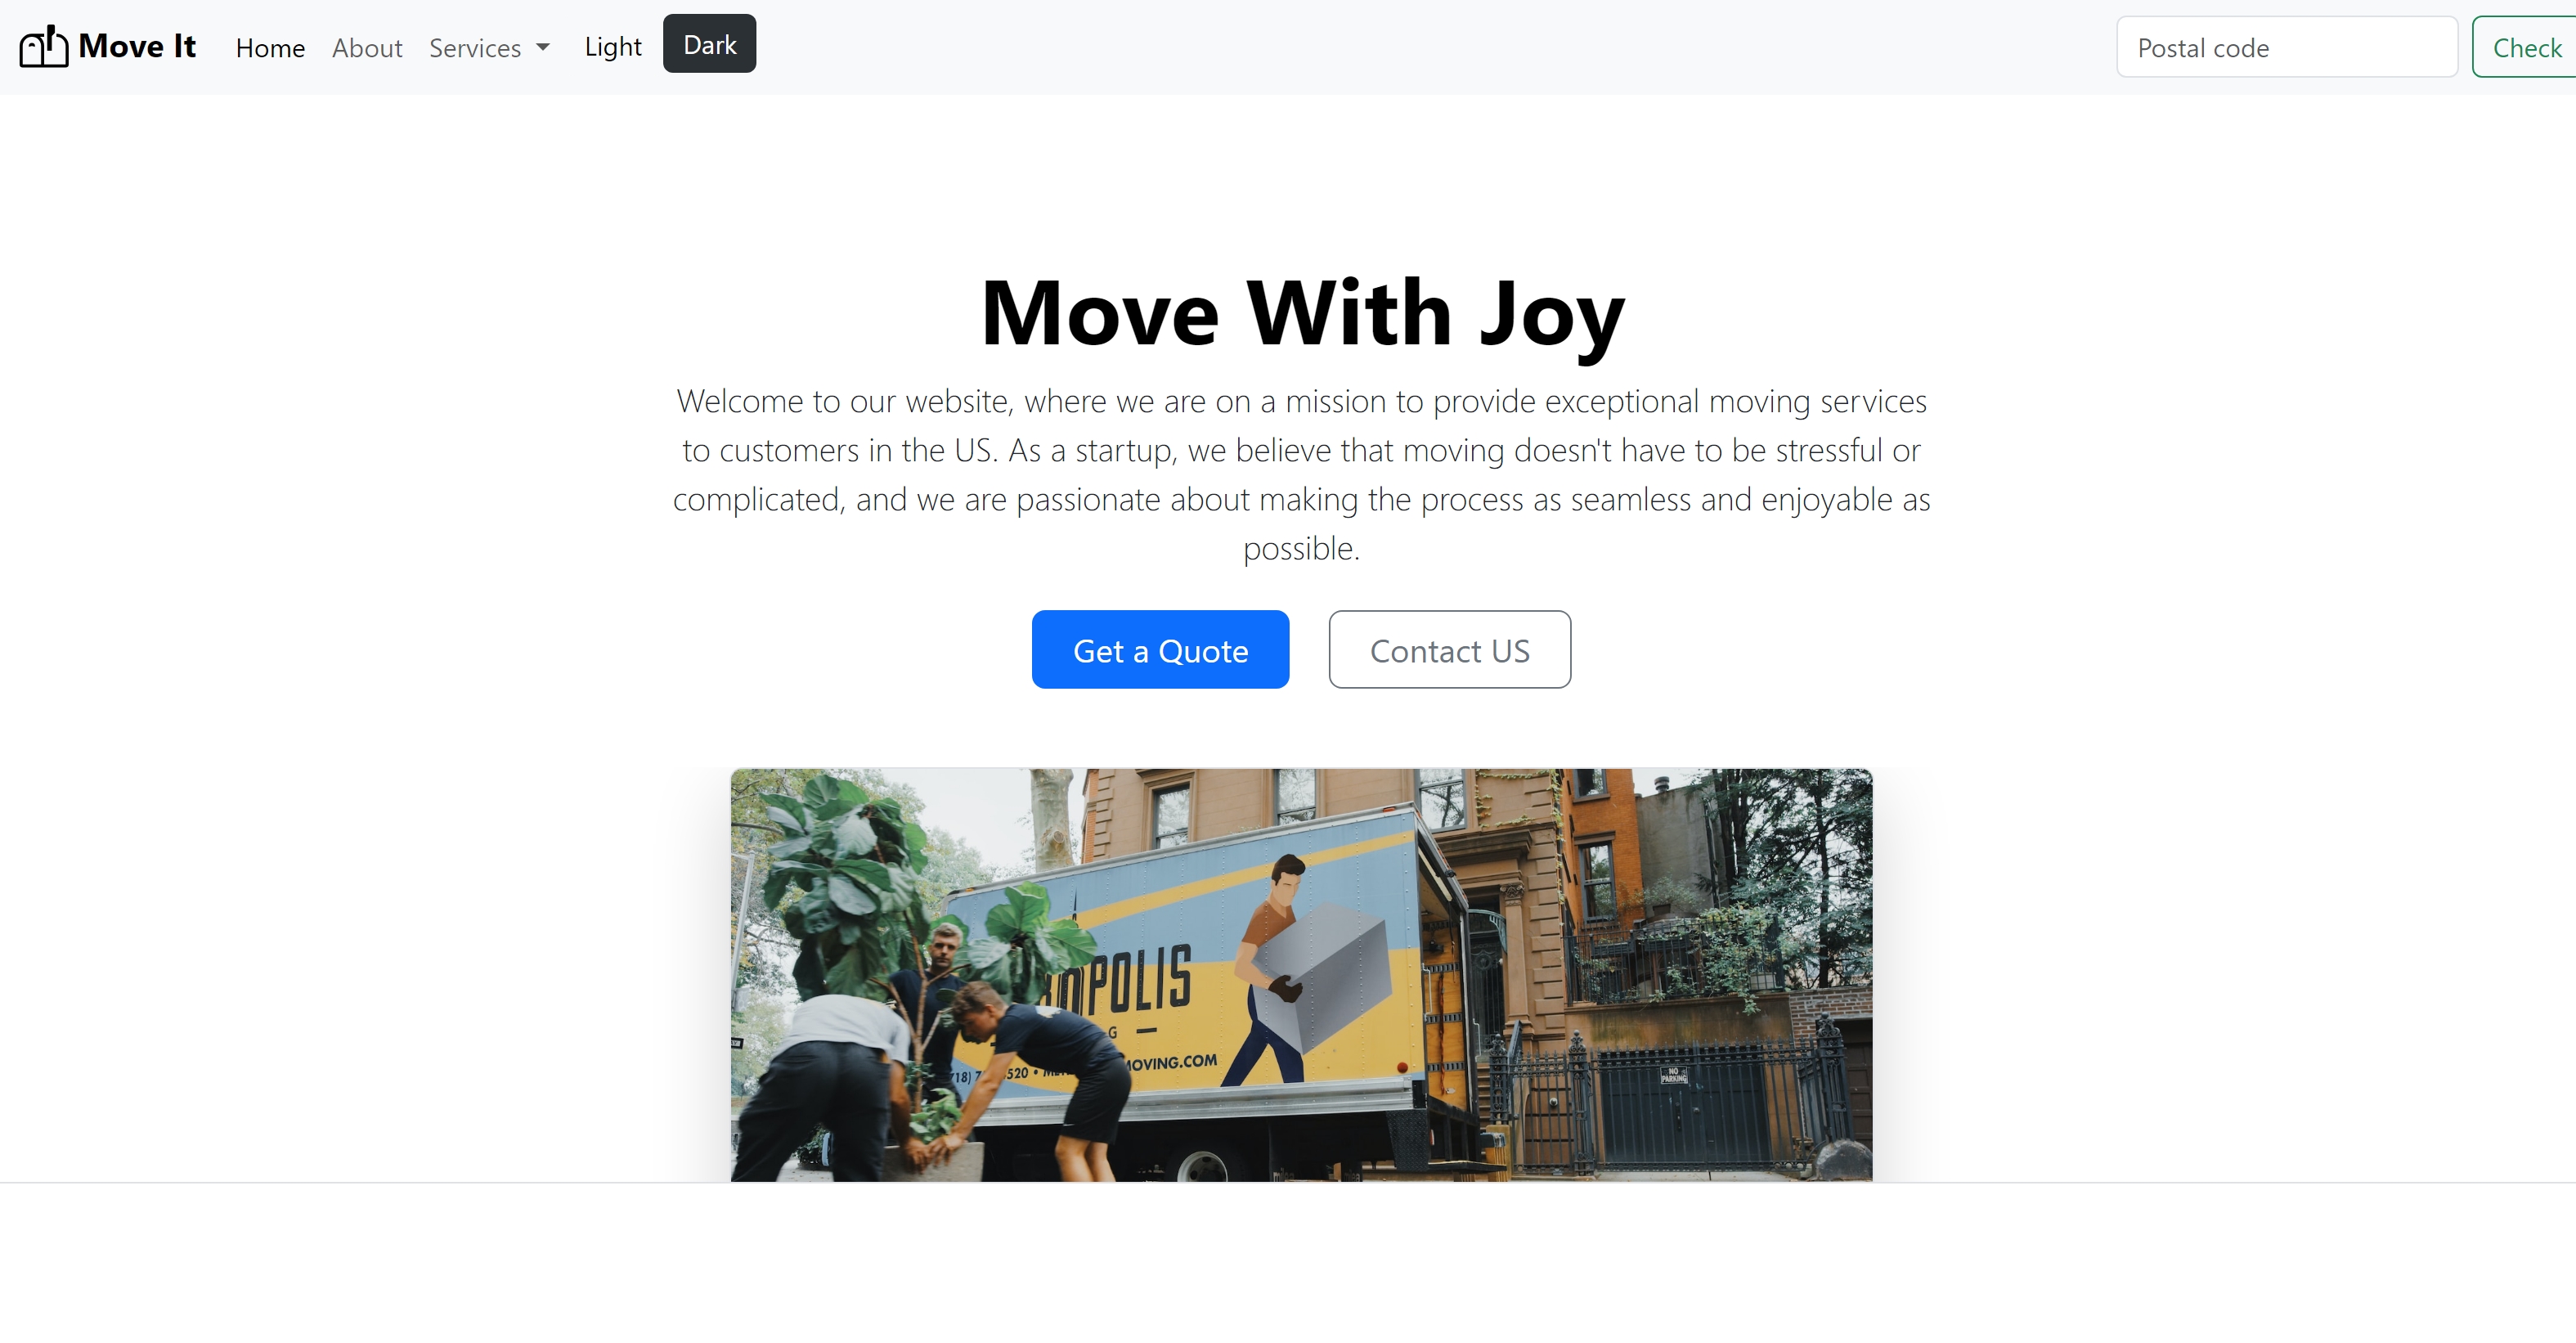 Move It
Home
About
Services
Light
Dark
Postal code
Check
Move With Joy
Welcome to our website, where we are on a mission to provide exceptional moving services
to customers in the US. As a startup, we believe that moving doesn't have to be stressful or
complicated, and we are passionate about making the process as seamless and enjoyable as
possible.
Get a Quote
Contact US
POLIS
G —
520 • M
MOVING.COM
NO
PARKING